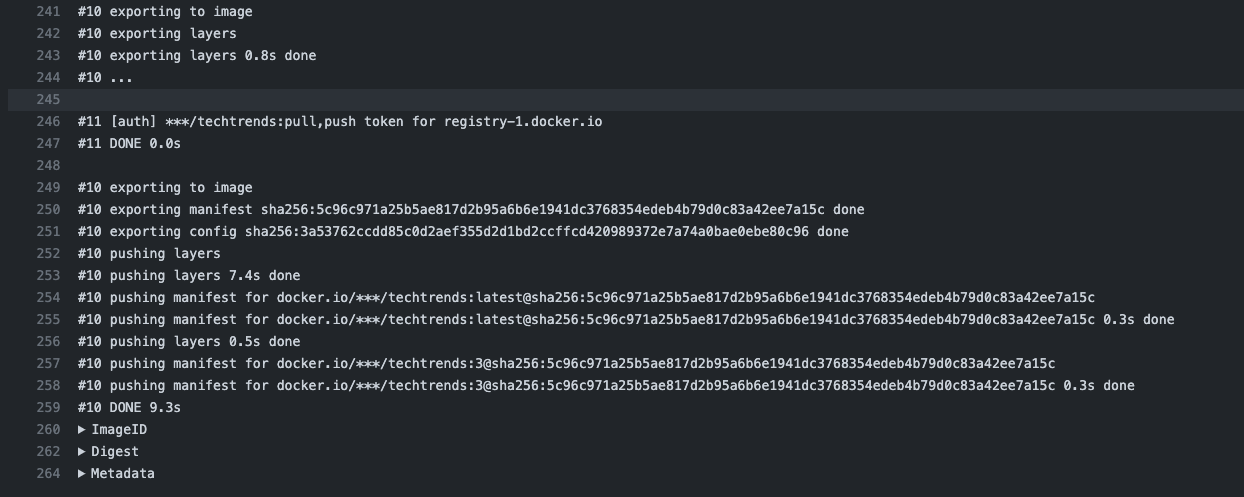 241 #10 exporting to image
242 #10 exporting layers
243 #10 exporting layers 0.8s done
244 #10 ...
245
246 #11 [auth] ***/techtrends:pull,push token for registry-1.docker.io
247 #11 DONE 0.0s
248
249 #10 exporting to image
250 #10 exporting manifest sha256:5c96c971a25b5ae817d2b95a6b6e1941dc3768354edeb4b79d0c83a42ee7a15c done
251 #10 exporting config sha256:3a53762ccdd85c0d2aef355d2d1bd2ccffcd420989372e7a74a0bae0ebe80c96 done
252 #10 pushing layers
253 #10 pushing layers 7.4s done
254 #10 pushing manifest for docker.io/***/techtrends:latest@sha256:5c96c971a25b5ae817d2b95a6b6e1941dc3768354edeb4b79d0c83a42ee7a15c
255 #10 pushing manifest for docker.io/***/techtrends:latest@sha256:5c96c971a25b5ae817d2b95a6b6e1941dc3768354edeb4b79d0c83a42ee7a15c 0.3s done
256 #10 pushing layers 0.5s done
257 #10 pushing manifest for docker.io/***/techtrends:3@sha256:5c96c971a25b5ae817d2b95a6b6e1941dc3768354edeb4b79d0c83a42ee7a15c
258 #10 pushing manifest for docker.io/***/techtrends:3@sha256:5c96c971a25b5ae817d2b95a6b6e1941dc3768354edeb4b79d0c83a42ee7a15c 0.3s done
259 #10 DONE 9.3s
260 ▶ ImageID
262 ▶ Digest
264 ▶ Metadata